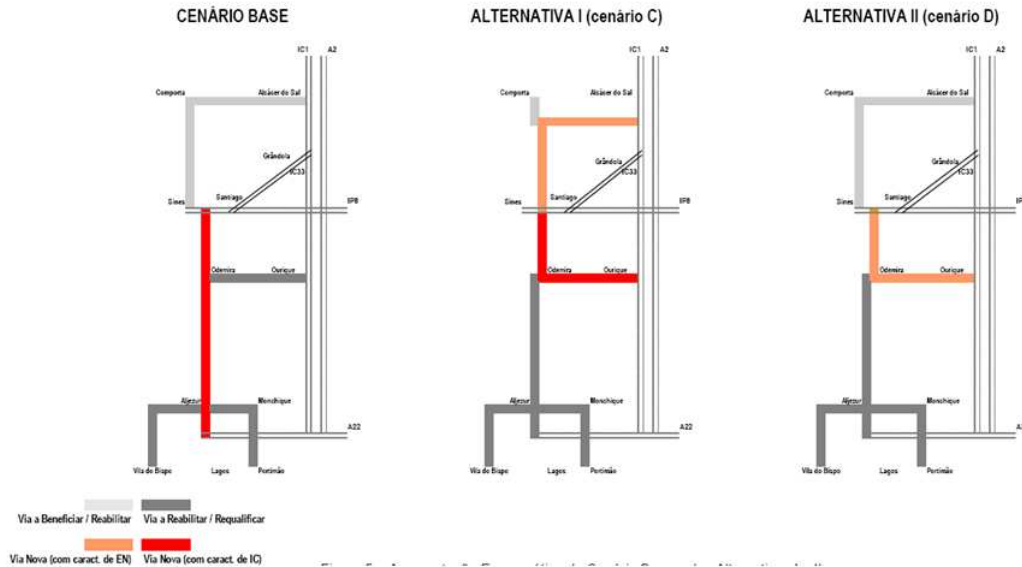 CENÁRIO BASE
IC1 A2
Comporta Alcácer do Sal
Grândola
IC33
Santiago
Sines IP8
Odemira Ourique
Aljezur Monchique
A22
Vila do Bispo Lagos Portimão
ALTERNATIVA I (cenário C)
IC1 A2
Comporta Alcácer do Sal
Grândola
IC33
Santiago
Sines IP8
Odemira Ourique
Aljezur Monchique
A22
Vila do Bispo Lagos Portimão
ALTERNATIVA II (cenário D)
IC1 A2
Comporta Alcácer do Sal
Grândola
IC33
Santiago
Sines
Odemira Ourique
Aljezur Monchique
Vila do Bispo Lagos Portimão
Via a Beneficiar / Reabilitar Via a Reabilitar / Requalificar
Via Nova (com caract. de EN) Via Nova (com caract. de IC)